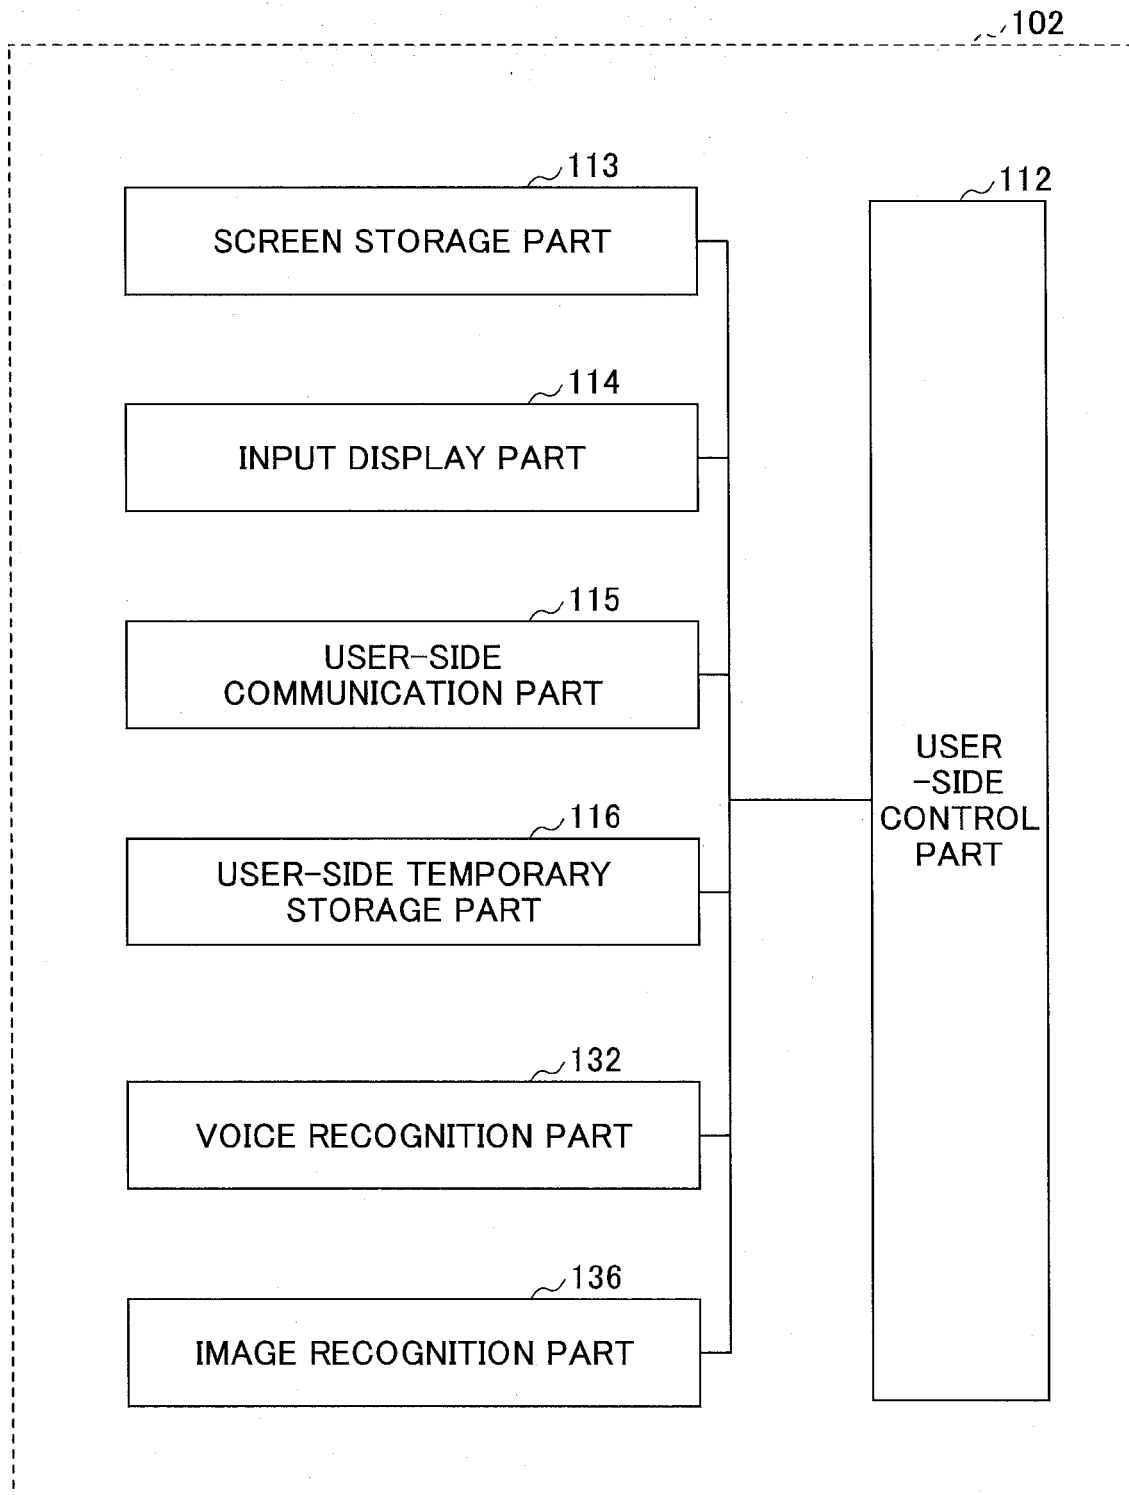 102
113
SCREEN STORAGE PART
114
INPUT DISPLAY PART
115
USER-SIDE
COMMUNICATION PART
116
USER-SIDE TEMPORARY
STORAGE PART
132
VOICE RECOGNITION PART
136
IMAGE RECOGNITION PART
112
USER
-SIDE
CONTROL
PART